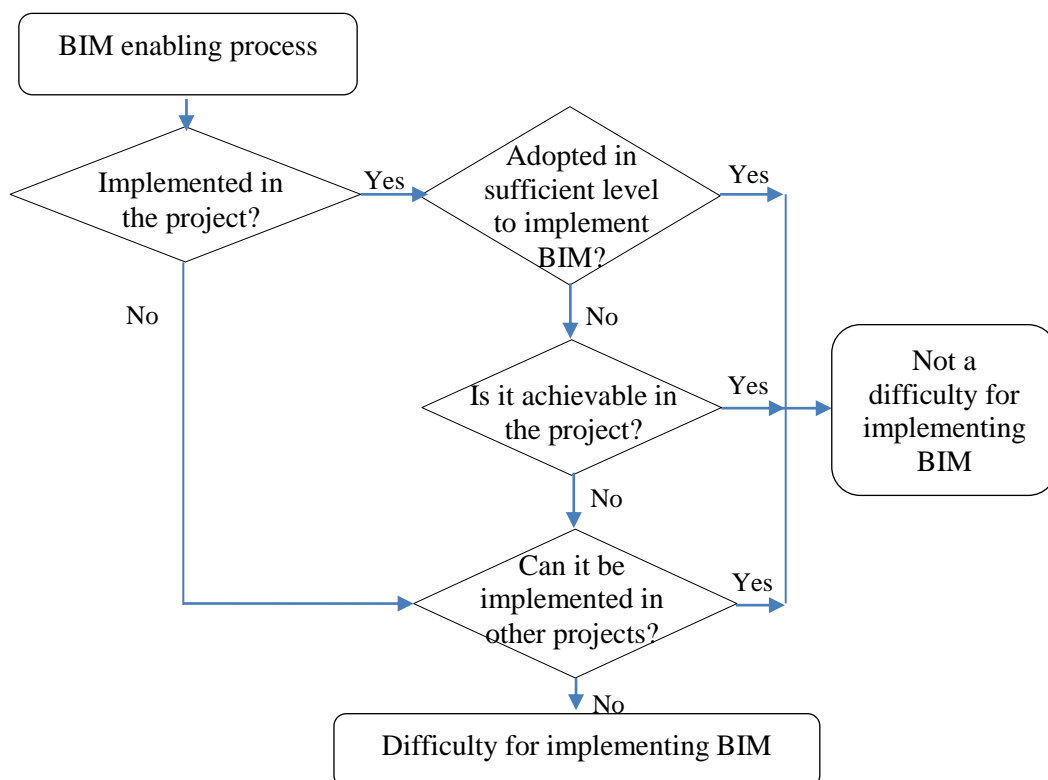 BIM enabling process
Implemented in
the project?
Yes
Adopted in
sufficient level
to implement
BIM?
Yes
No
No
Is it achievable in
the project?
Yes
Not a
difficulty for
implementing
BIM
No
Can it be
implemented in
other projects?
Yes
No
Difficulty for implementing BIM